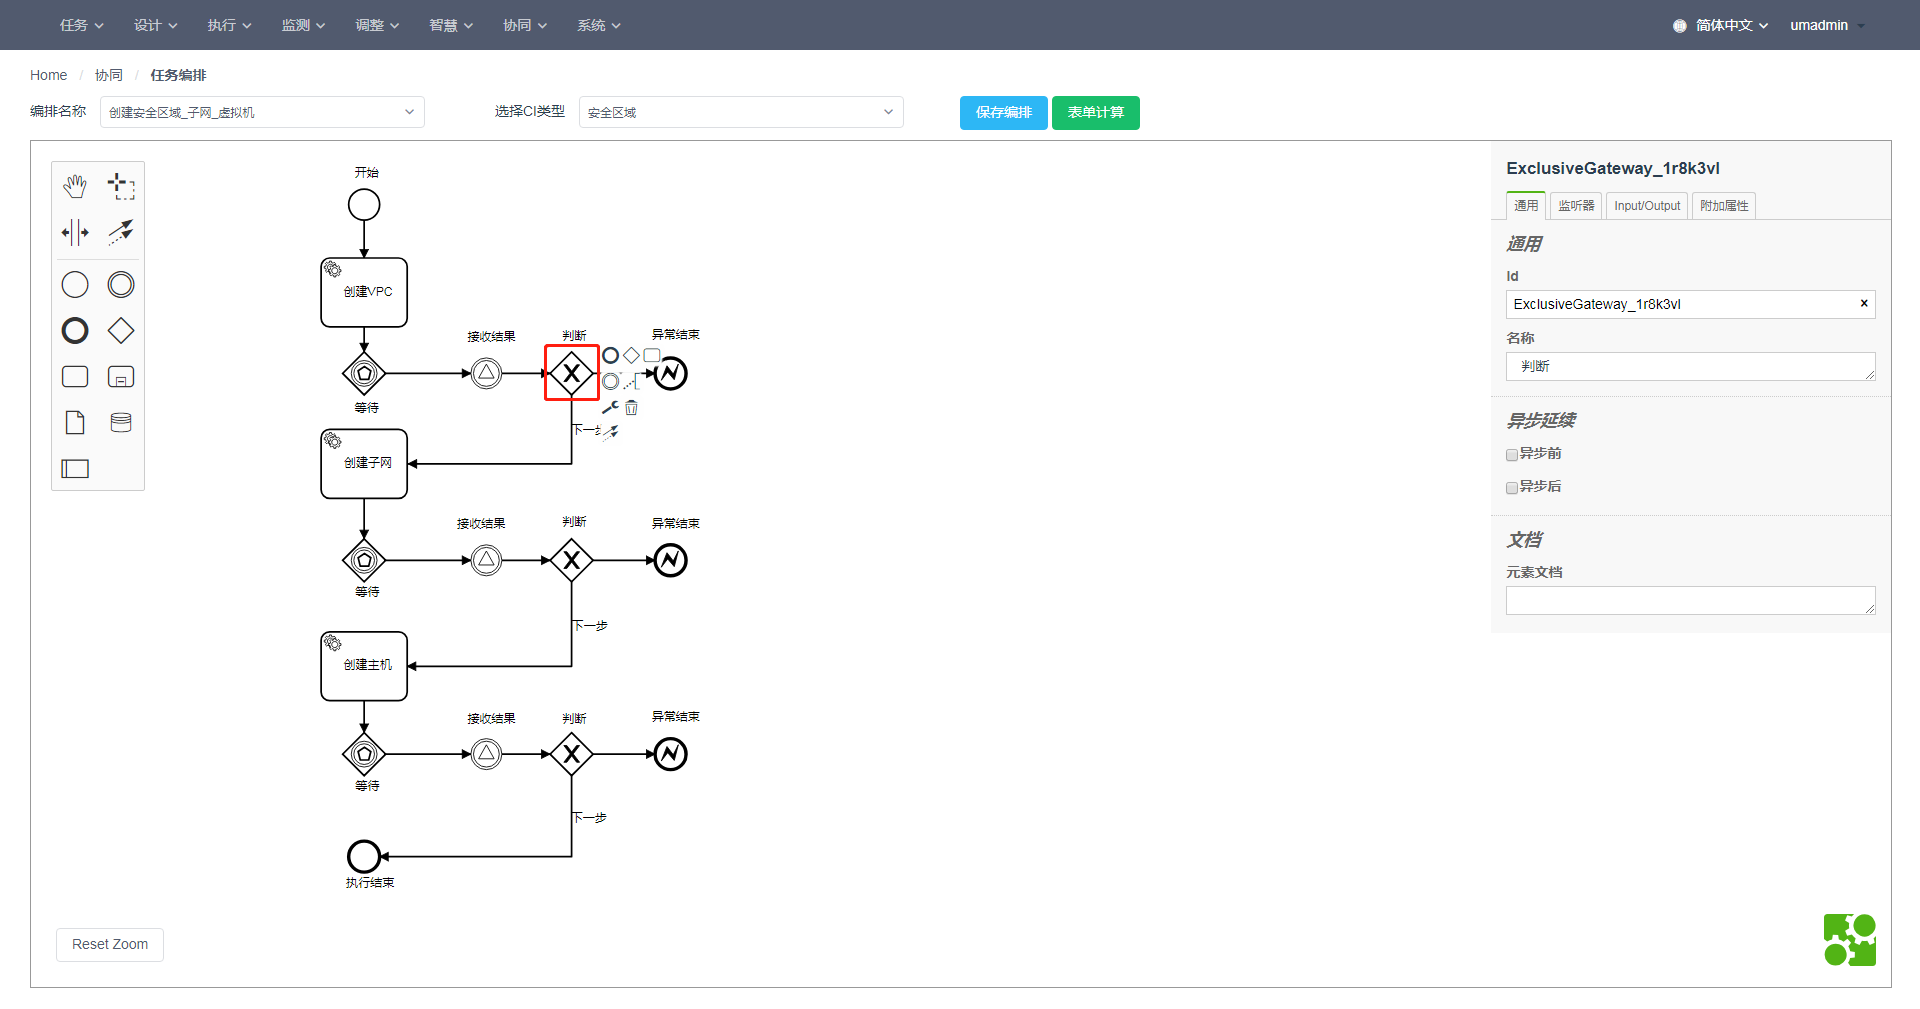 任务 设计 执行 监测 调整 智慧 协同 系统 简体中文 umadmin
Home / 协同 / 任务编排
编排名称 创建安全区域_子网_虚拟机 选择CI类型 安全区域 保存编排 表单计算
开始
创建VPC
接收结果 判断 异常结束
等待
下一步
创建子网
接收结果 判断 异常结束
等待
下一步
创建主机
接收结果 判断 异常结束
等待
下一步
执行结束
Reset Zoom
ExclusiveGateway_1r8k3vl
通用 监听器 Input/Output 附加属性
通用
Id
ExclusiveGateway_1r8k3vl
名称
判断
异步延续
异步前
异步后
文档
元素文档